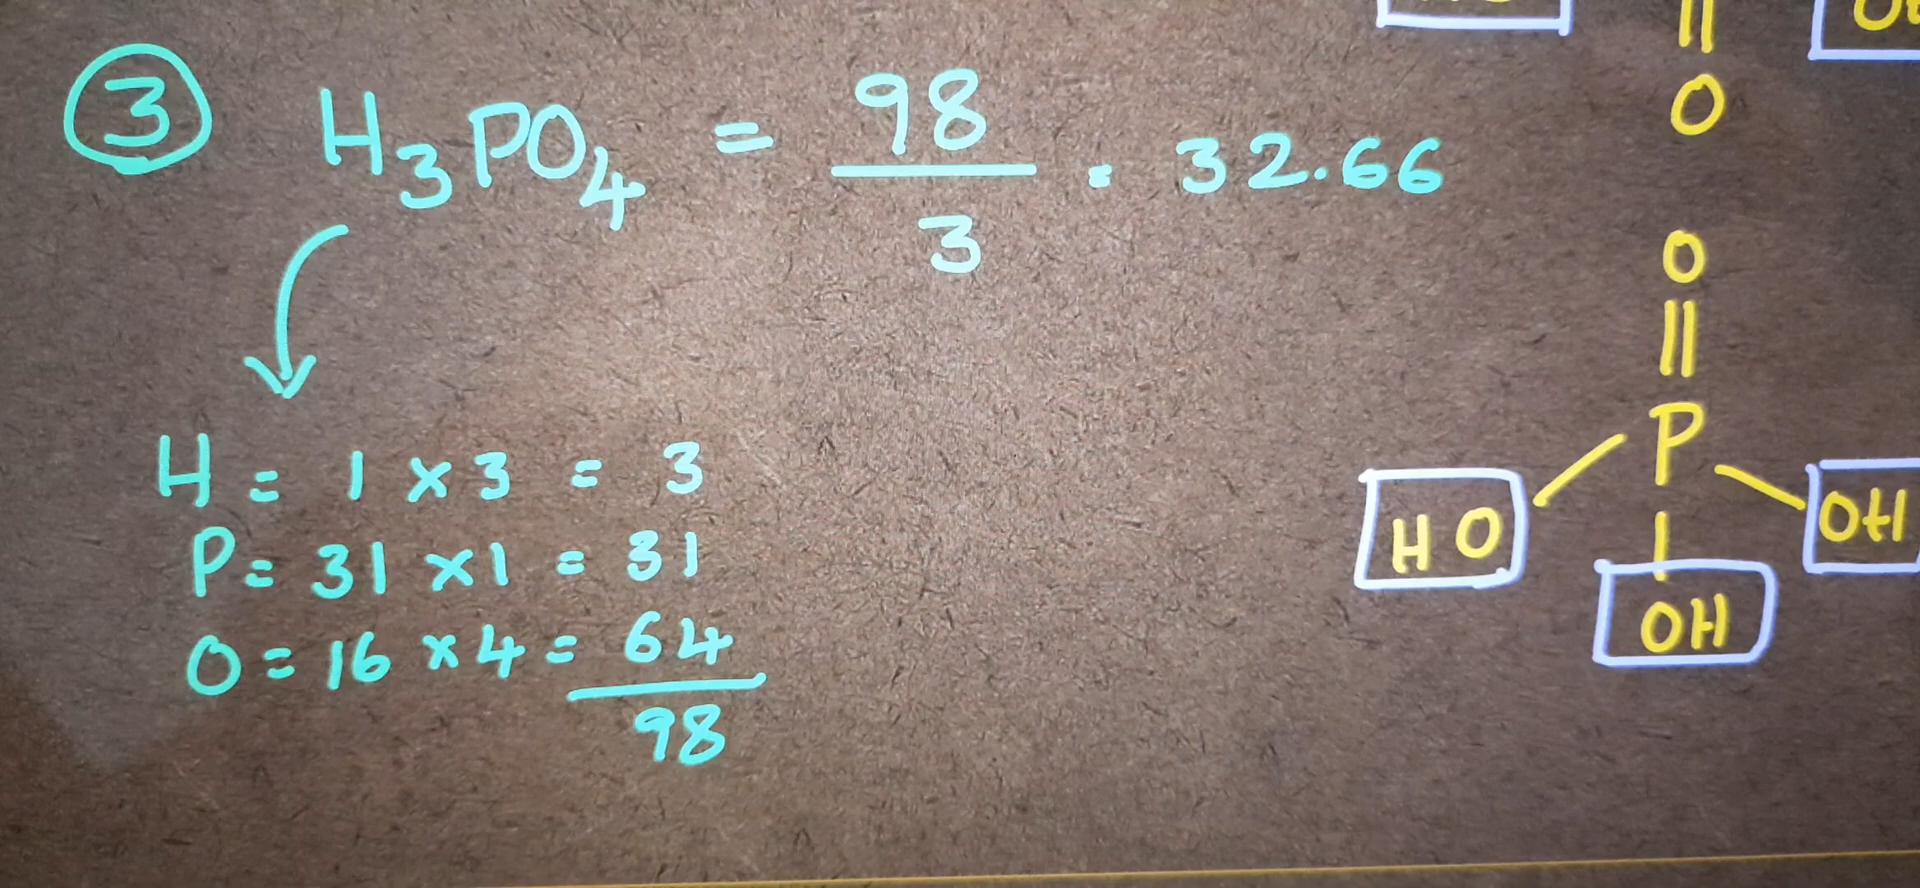 ③ H₃PO₄ = 98/3 = 32.66
H = 1 × 3 = 3
P = 31 × 1 = 31
O = 16 × 4 = 64
98
O
O
P
HO
OH
OH